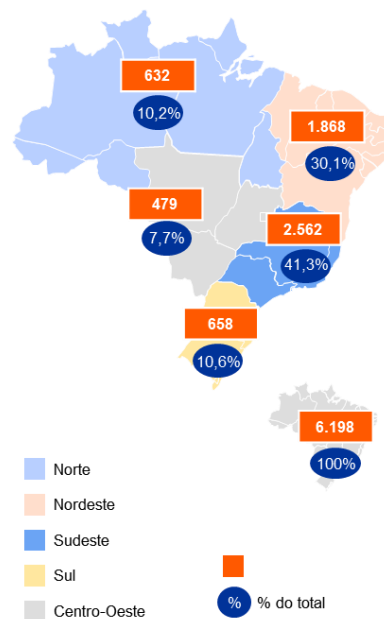 632
10,2%
1.868
30,1%
479
7,7%
2.562
41,3%
658
10,6%
6.198
100%
Norte
Nordeste
Sudeste
Sul
Centro-Oeste
% % do total